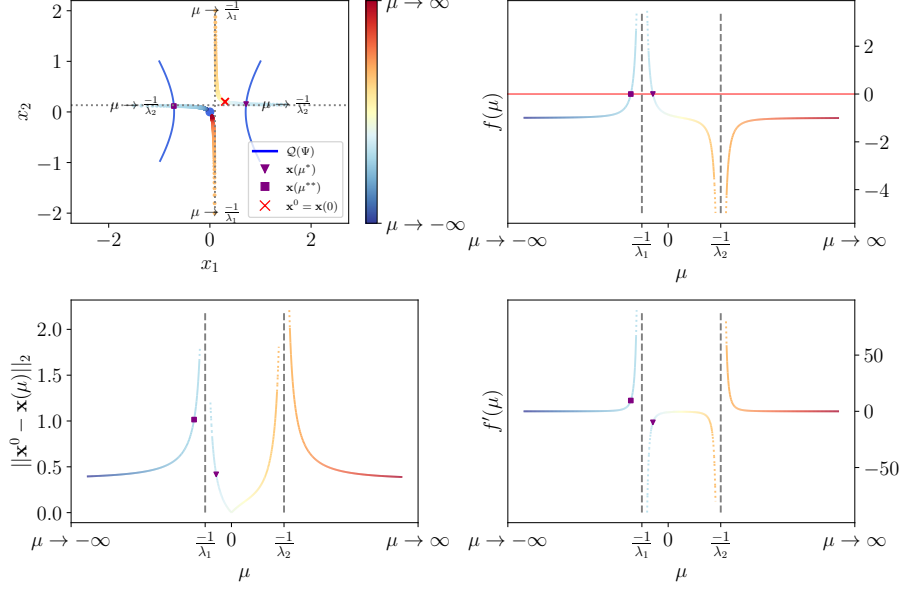 μ → -1/λ₁
μ → ∞
2
1
0
−1
−2
x₂
μ → -1/λ₂
μ → -1/λ₂
μ → -1/λ₁
Q(Ψ)
x(μ*)
x(μ**)
x⁰ = x(0)
−2
0
2
x₁
μ → −∞
2
0
−2
−4
f(μ)
μ → −∞
-1/λ₁
0
-1/λ₂
μ → ∞
μ
2.0
1.5
1.0
0.5
0.0
||x⁰ − x(μ)||₂
μ → −∞
-1/λ₁
0
-1/λ₂
μ → ∞
μ
50
0
−50
f′(μ)
μ → −∞
-1/λ₁
0
-1/λ₂
μ → ∞
μ